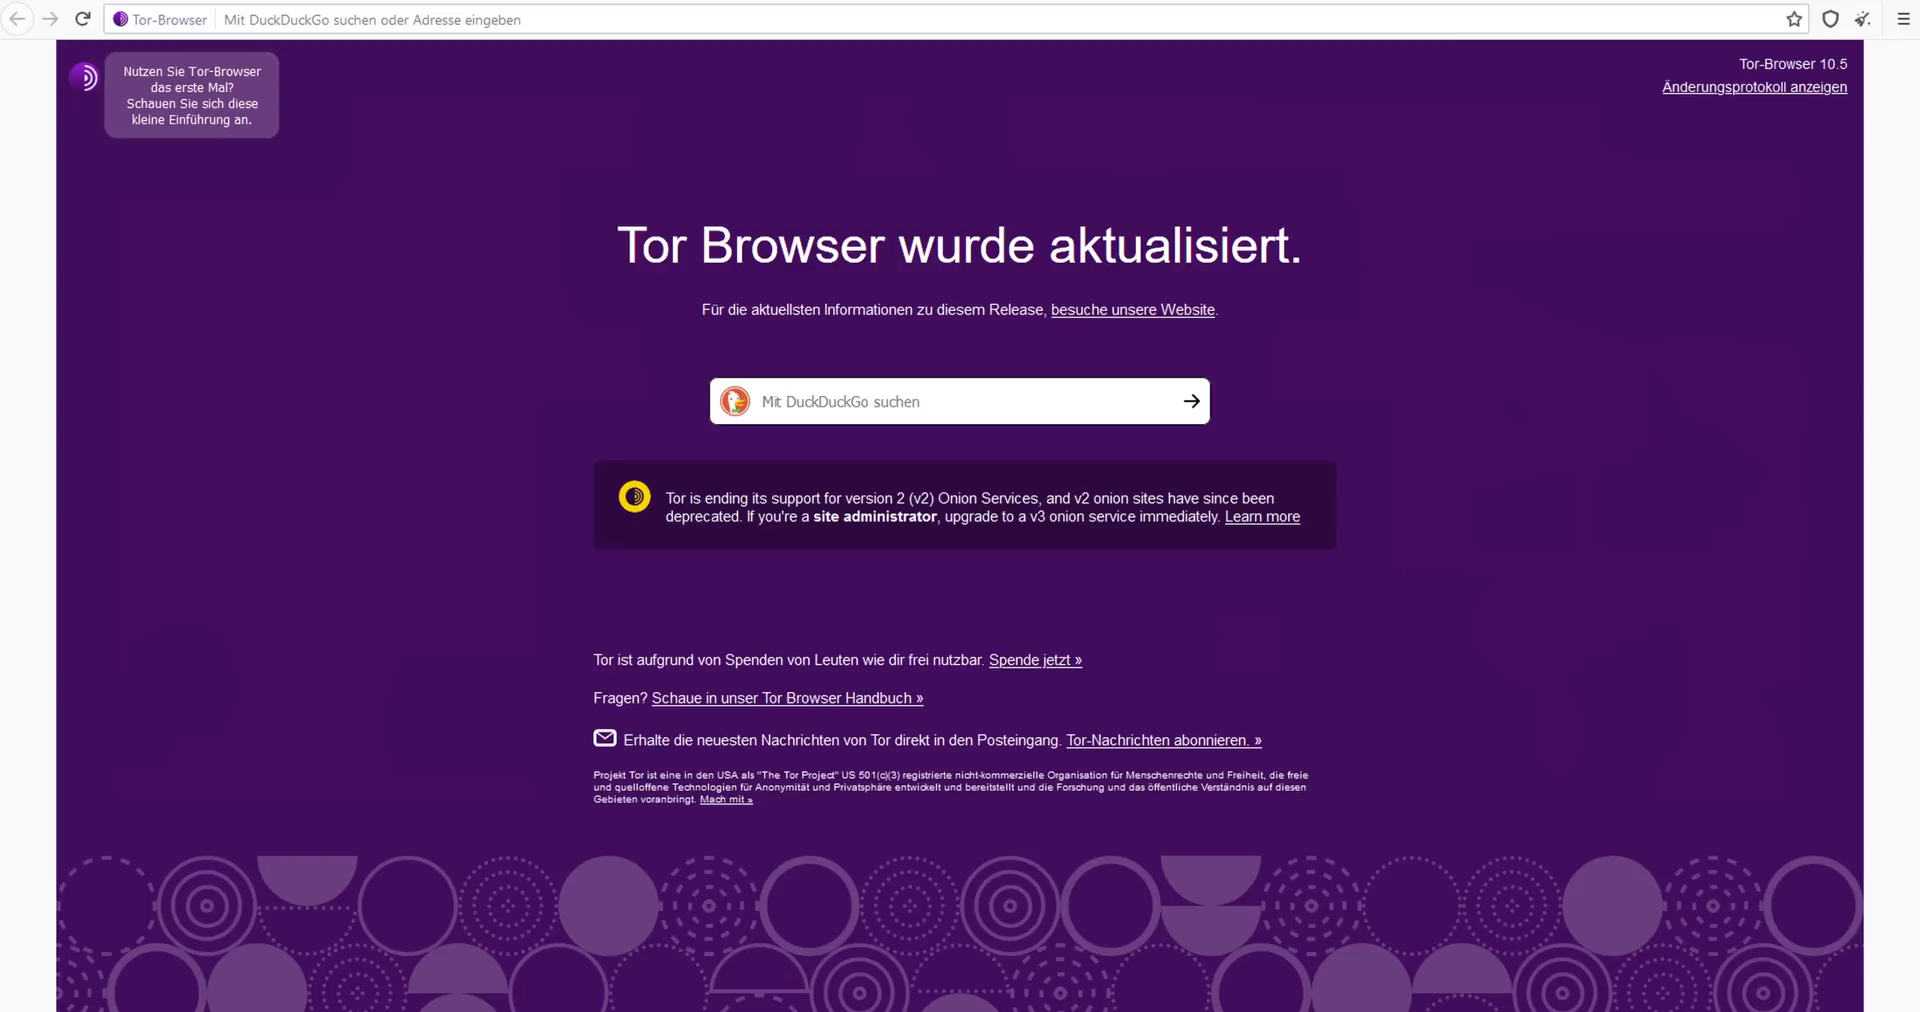 Tor-Browser
Mit DuckDuckGo suchen oder Adresse eingeben
Nutzen Sie Tor-Browser
das erste Mal?
Schauen Sie sich diese
kleine Einführung an.
Tor-Browser 10.5
Änderungsprotokoll anzeigen
Tor Browser wurde aktualisiert.
Für die aktuellsten Informationen zu diesem Release, besuche unsere Website.
Mit DuckDuckGo suchen
Tor is ending its support for version 2 (v2) Onion Services, and v2 onion sites have since been
deprecated. If you're a site administrator, upgrade to a v3 onion service immediately. Learn more
Tor ist aufgrund von Spenden von Leuten wie dir frei nutzbar. Spende jetzt »
Fragen? Schaue in unser Tor Browser Handbuch »
Erhalte die neuesten Nachrichten von Tor direkt in den Posteingang. Tor-Nachrichten abonnieren. »
Projekt Tor ist eine in den USA als "The Tor Project" US 501(c)(3) registrierte nicht-kommerzielle Organisation für Menschenrechte und Freiheit, die freie
und quelloffene Technologien für Anonymität und Privatsphäre entwickelt und bereitstellt und die Forschung und das öffentliche Verständnis auf diesen
Gebieten voranbringt. Mach mit »